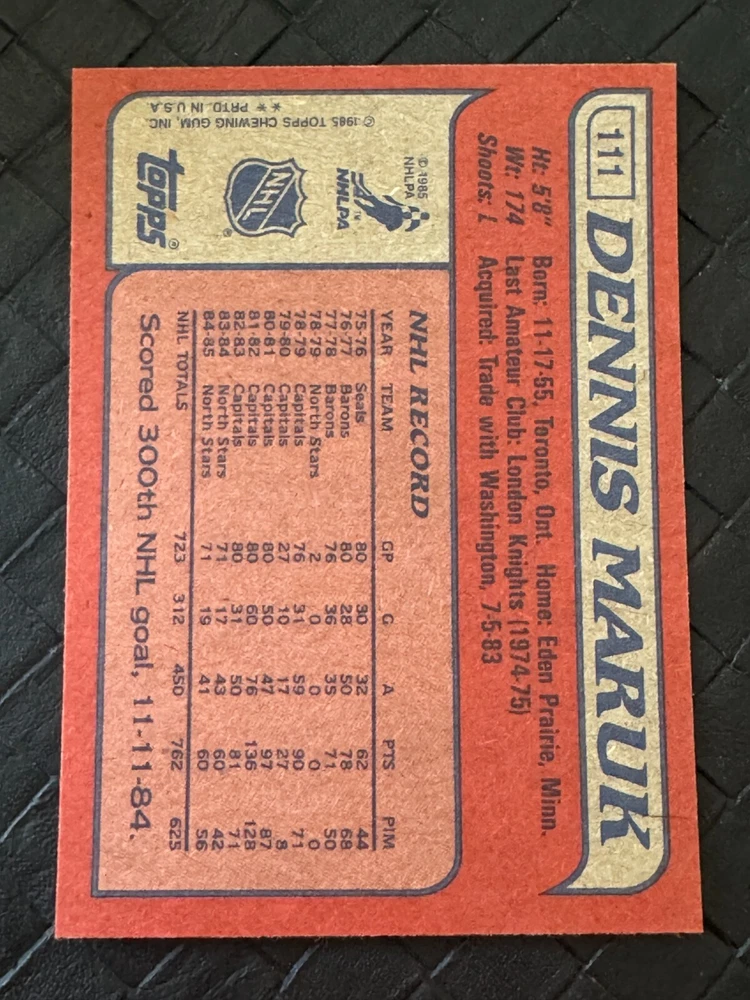 111 DENNIS MARUK
Ht: 5'8" Born: 11-17-55, Toronto, Ont. Home: Eden Prairie, Minn.
Wt: 174 Last Amateur Club: London Knights (1974-75)
Shoots: L Acquired: Trade with Washington, 7-5-83
© 1985
NHLPA
NHLPA
TM
NHL
®
topps®
© 1985 TOPPS CHEWING GUM, INC.
** PRTD. IN U.S.A.
NHL RECORD
YEAR TEAM GP G A PTS PIM
75-76 Seals 80 30 32 62 44
76-77 Barons 80 28 50 78 68
77-78 Barons 76 36 35 71 50
78-79 North Stars 2 0 0 0 0
78-79 Capitals 76 31 59 90 71
79-80 Capitals 27 10 17 27 8
80-81 Capitals 80 50 47 97 87
81-82 Capitals 80 60 76 136 128
82-83 Capitals 80 31 50 81 71
83-84 North Stars 71 17 43 60 42
84-85 North Stars 71 19 41 60 56
NHL TOTALS 723 312 450 762 625
Scored 300th NHL goal, 11-11-84.